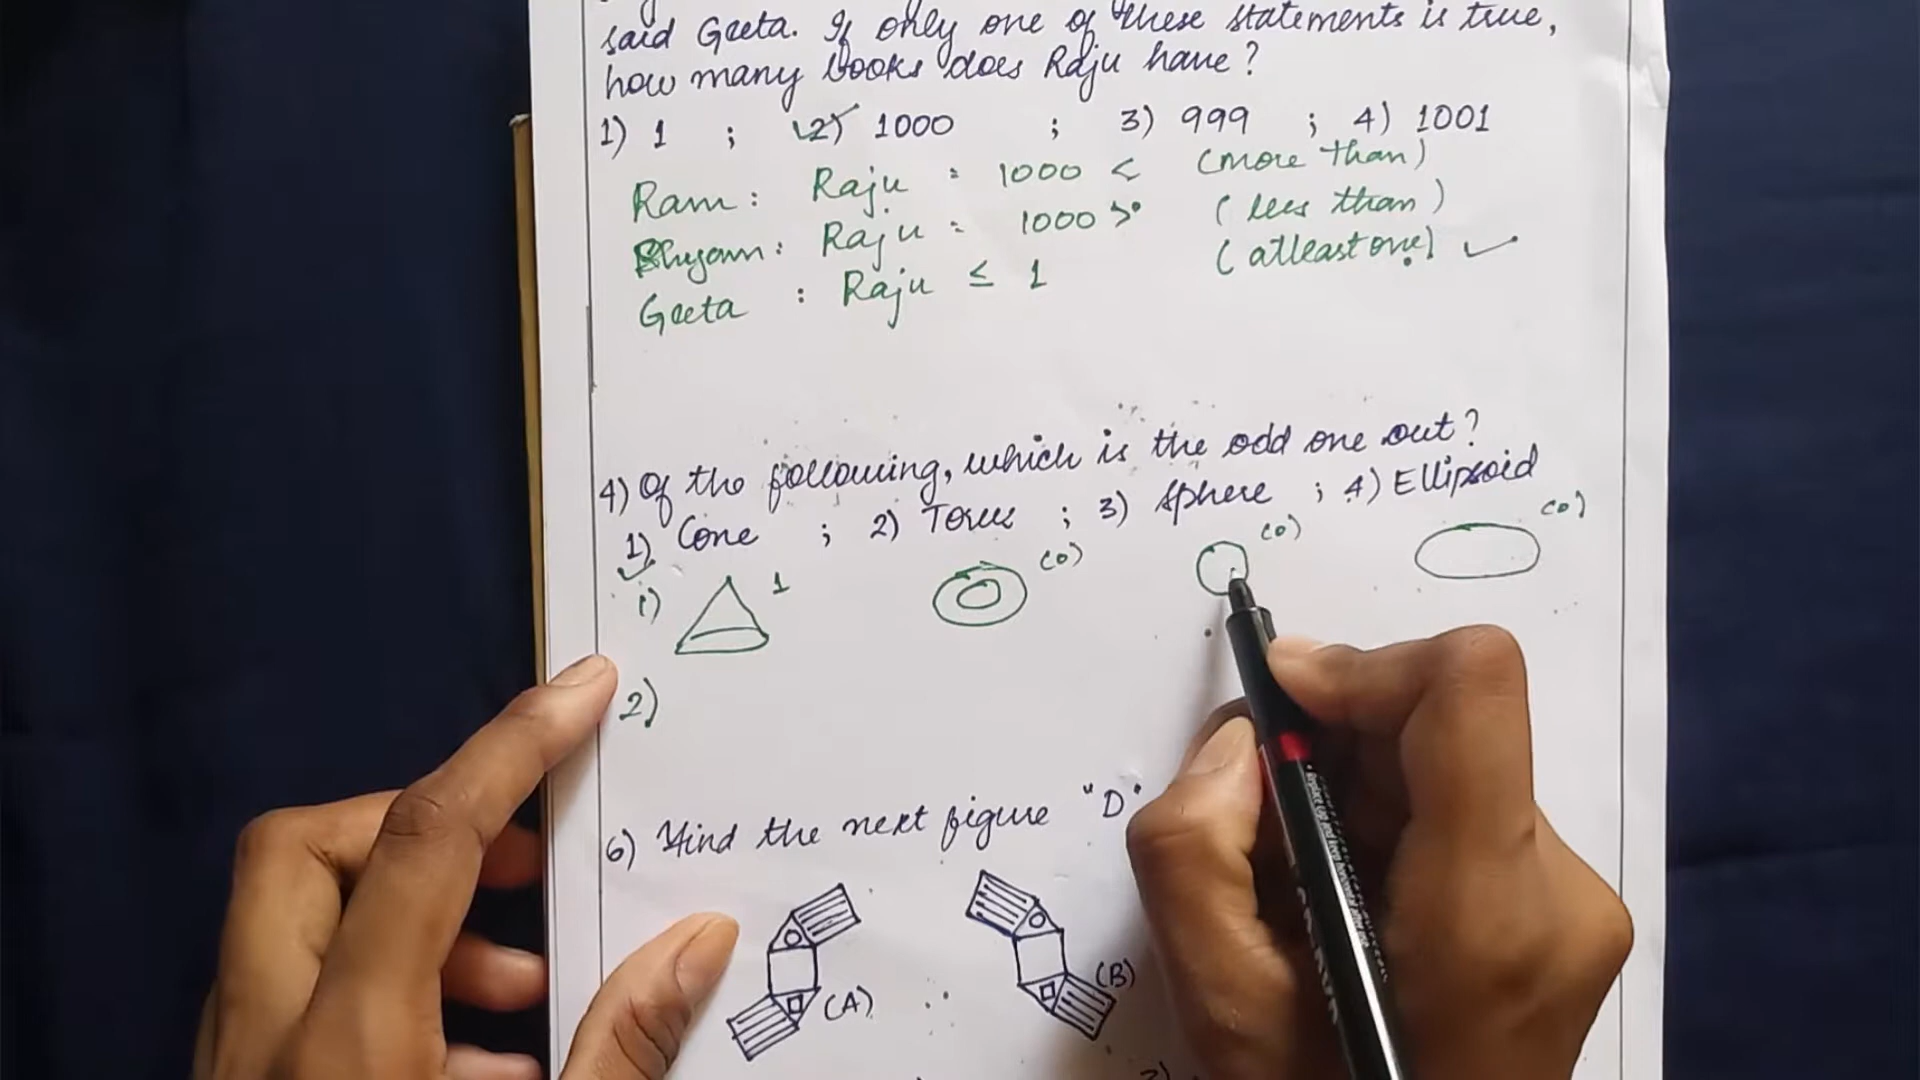 said Geeta. If only one of these statements is true,
how many books does Raju have?
1) 1 ; 2) 1000 ; 3) 999 ; 4) 1001
Ram: Raju = 1000 < (more than)
Shyam: Raju = 1000 > (less than)
Geeta : Raju ≤ 1 (atleast one)
4) Of the following, which is the odd one out?
1) Cone ; 2) Torus ; 3) Sphere ; 4) Ellipsoid
1) 1 (0) (0) (0)
2)
6) Find the next figure "D"
(A) (B)